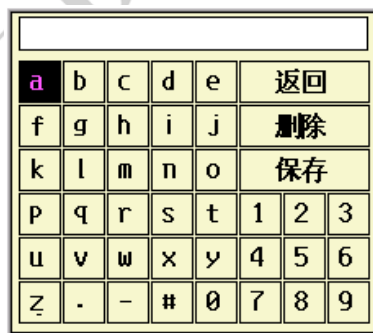 a b c d e 返回
f g h i j 删除
k l m n o 保存
p q r s t 1 2 3
u v w x y 4 5 6
z . - # 0 7 8 9